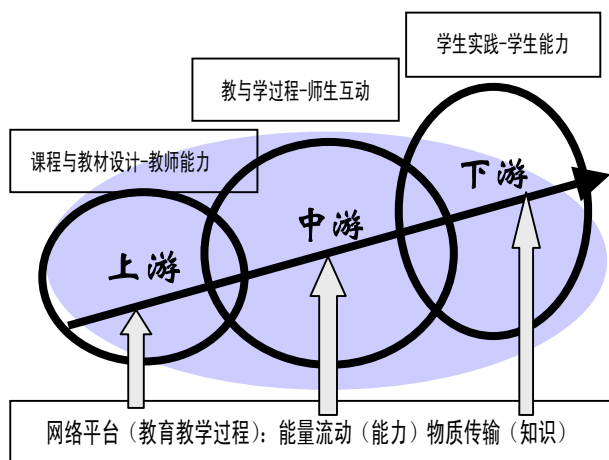 学生实践-学生能力
教与学过程-师生互动
课程与教材设计-教师能力
下游
中游
上游
网络平台（教育教学过程）：能量流动（能力）物质传输（知识）